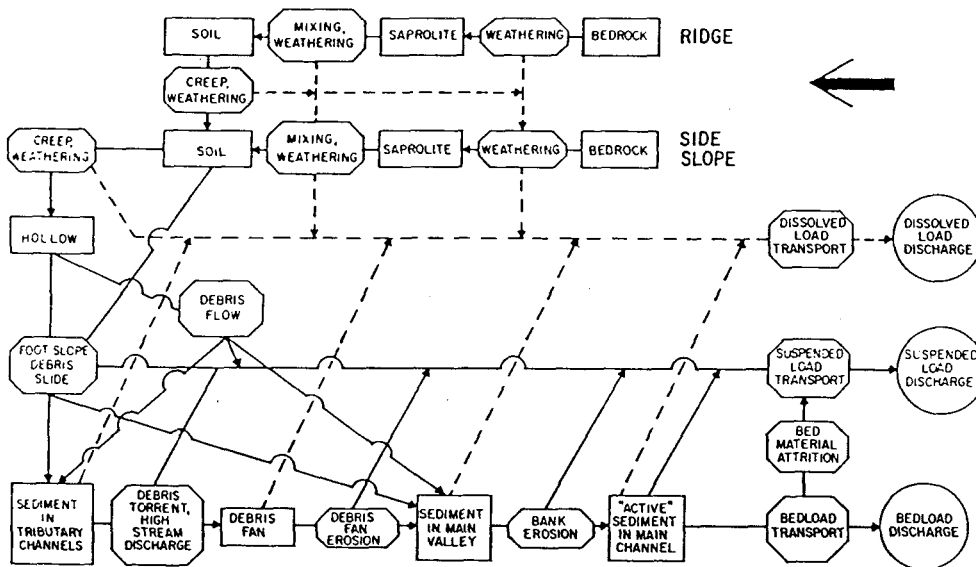 SOIL
MIXING,
WEATHERING
SAPROLITE
WEATHERING
BEDROCK
RIDGE
CREEP,
WEATHERING
CREEP,
WEATHERING
SOIL
MIXING,
WEATHERING
SAPROLITE
WEATHERING
BEDROCK
SIDE
SLOPE
HOLLOW
DISSOLVED
LOAD
TRANSPORT
DISSOLVED
LOAD
DISCHARGE
DEBRIS
FLOW
FOOT SLOPE
DEBRIS
SLIDE
SUSPENDED
LOAD
TRANSPORT
SUSPENDED
LOAD
DISCHARGE
BED
MATERIAL
ATTRITION
SEDIMENT
IN
TRIBUTARY
CHANNELS
DEBRIS
TORRENT,
HIGH
STREAM
DISCHARGE
DEBRIS
FAN
DEBRIS
FAN
EROSION
SEDIMENT
IN MAIN
VALLEY
BANK
EROSION
"ACTIVE"
SEDIMENT
IN MAIN
CHANNEL
BEDLOAD
TRANSPORT
BEDLOAD
DISCHARGE